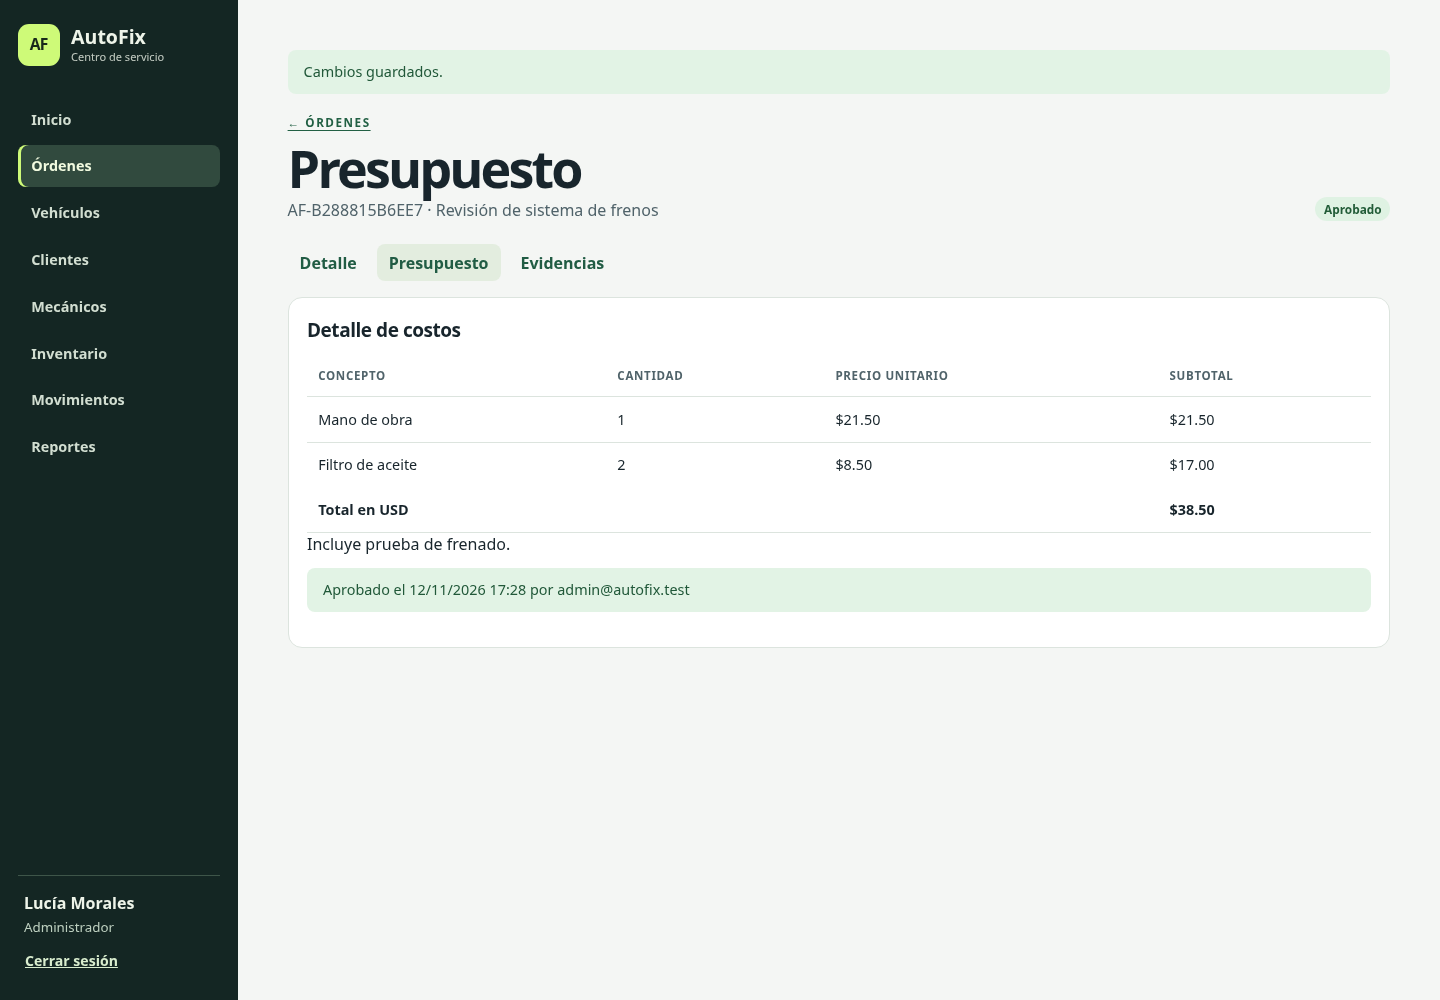 AF
AutoFix
Centro de servicio
Inicio
Órdenes
Vehículos
Clientes
Mecánicos
Inventario
Movimientos
Reportes
Lucía Morales
Administrador
Cerrar sesión
Cambios guardados.
← ÓRDENES
Presupuesto
AF-B288815B6EE7 · Revisión de sistema de frenos
Aprobado
Detalle Presupuesto Evidencias
Detalle de costos
CONCEPTO CANTIDAD PRECIO UNITARIO SUBTOTAL
Mano de obra 1 $21.50 $21.50
Filtro de aceite 2 $8.50 $17.00
Total en USD $38.50
Incluye prueba de frenado.
Aprobado el 12/11/2026 17:28 por admin@autofix.test